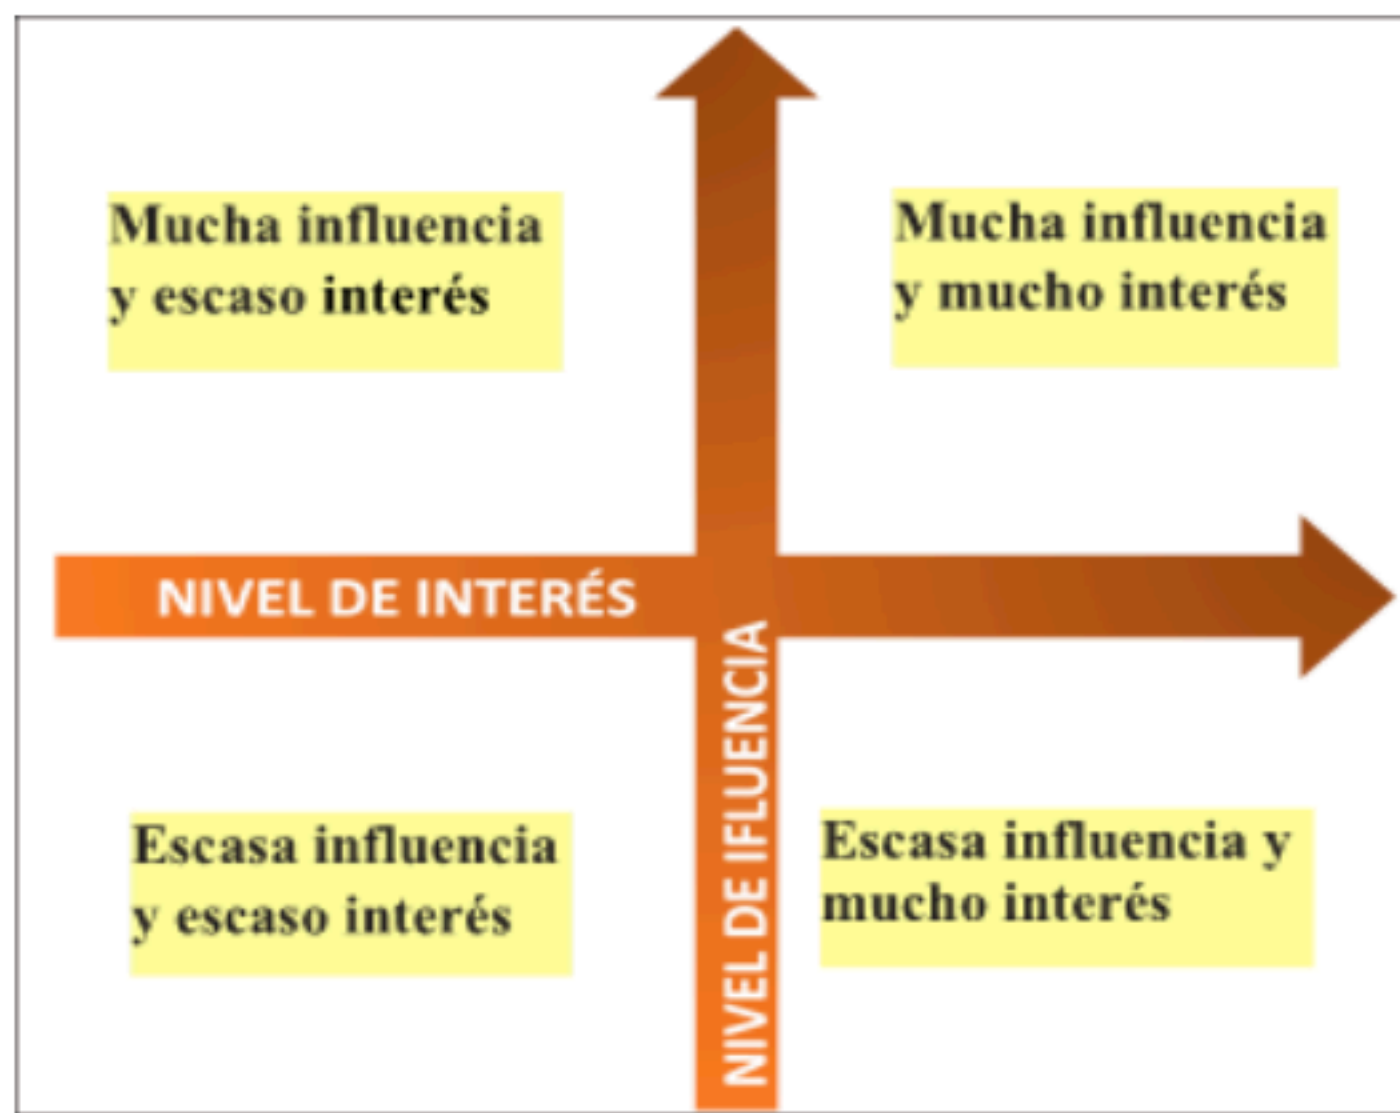 Mucha influencia
y escaso interés
Mucha influencia
y mucho interés
NIVEL DE INTERÉS
NIVEL DE IFLUENCIA
Escasa influencia
y escaso interés
Escasa influencia y
mucho interés